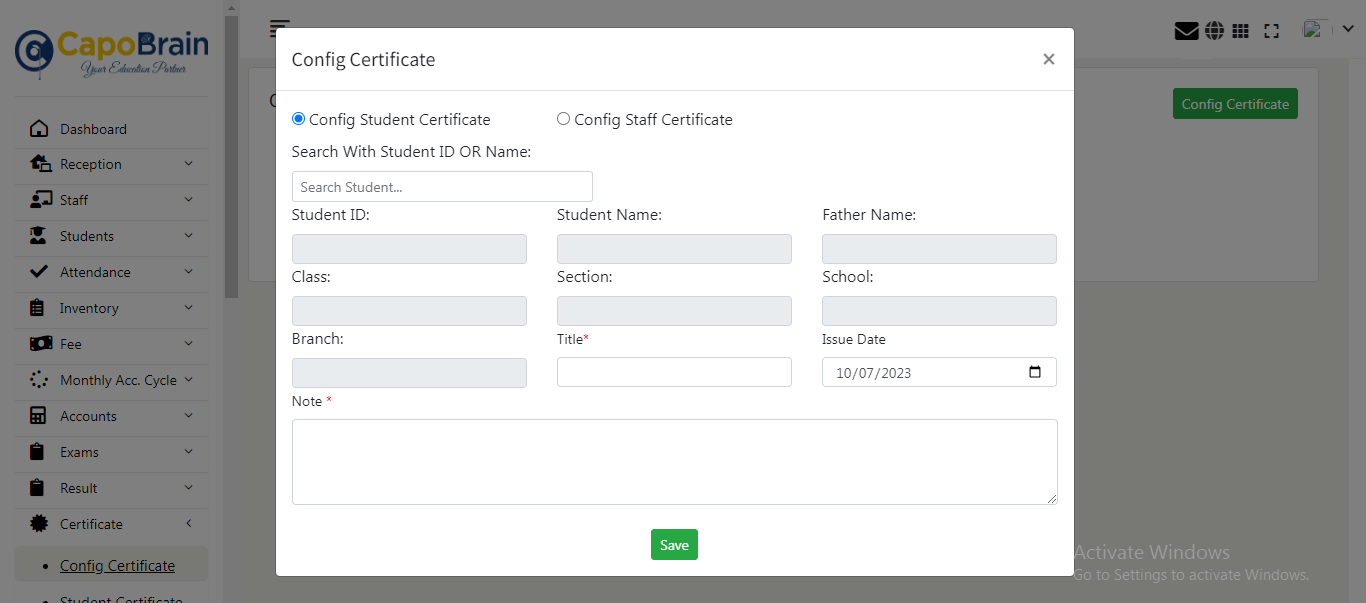 CapoBrain
Your Education Partner
Dashboard
Reception
Staff
Students
Attendance
Inventory
Fee
Monthly Acc. Cycle
Accounts
Exams
Result
Certificate
Config Certificate
Student Certificate
Config Certificate
Config Certificate ×
Config Student Certificate Config Staff Certificate
Search With Student ID OR Name:
Search Student...
Student ID: Student Name: Father Name:
Class: Section: School:
Branch: Title* Issue Date
10/07/2023
Note *
Save
Activate Windows
Go to Settings to activate Windows.